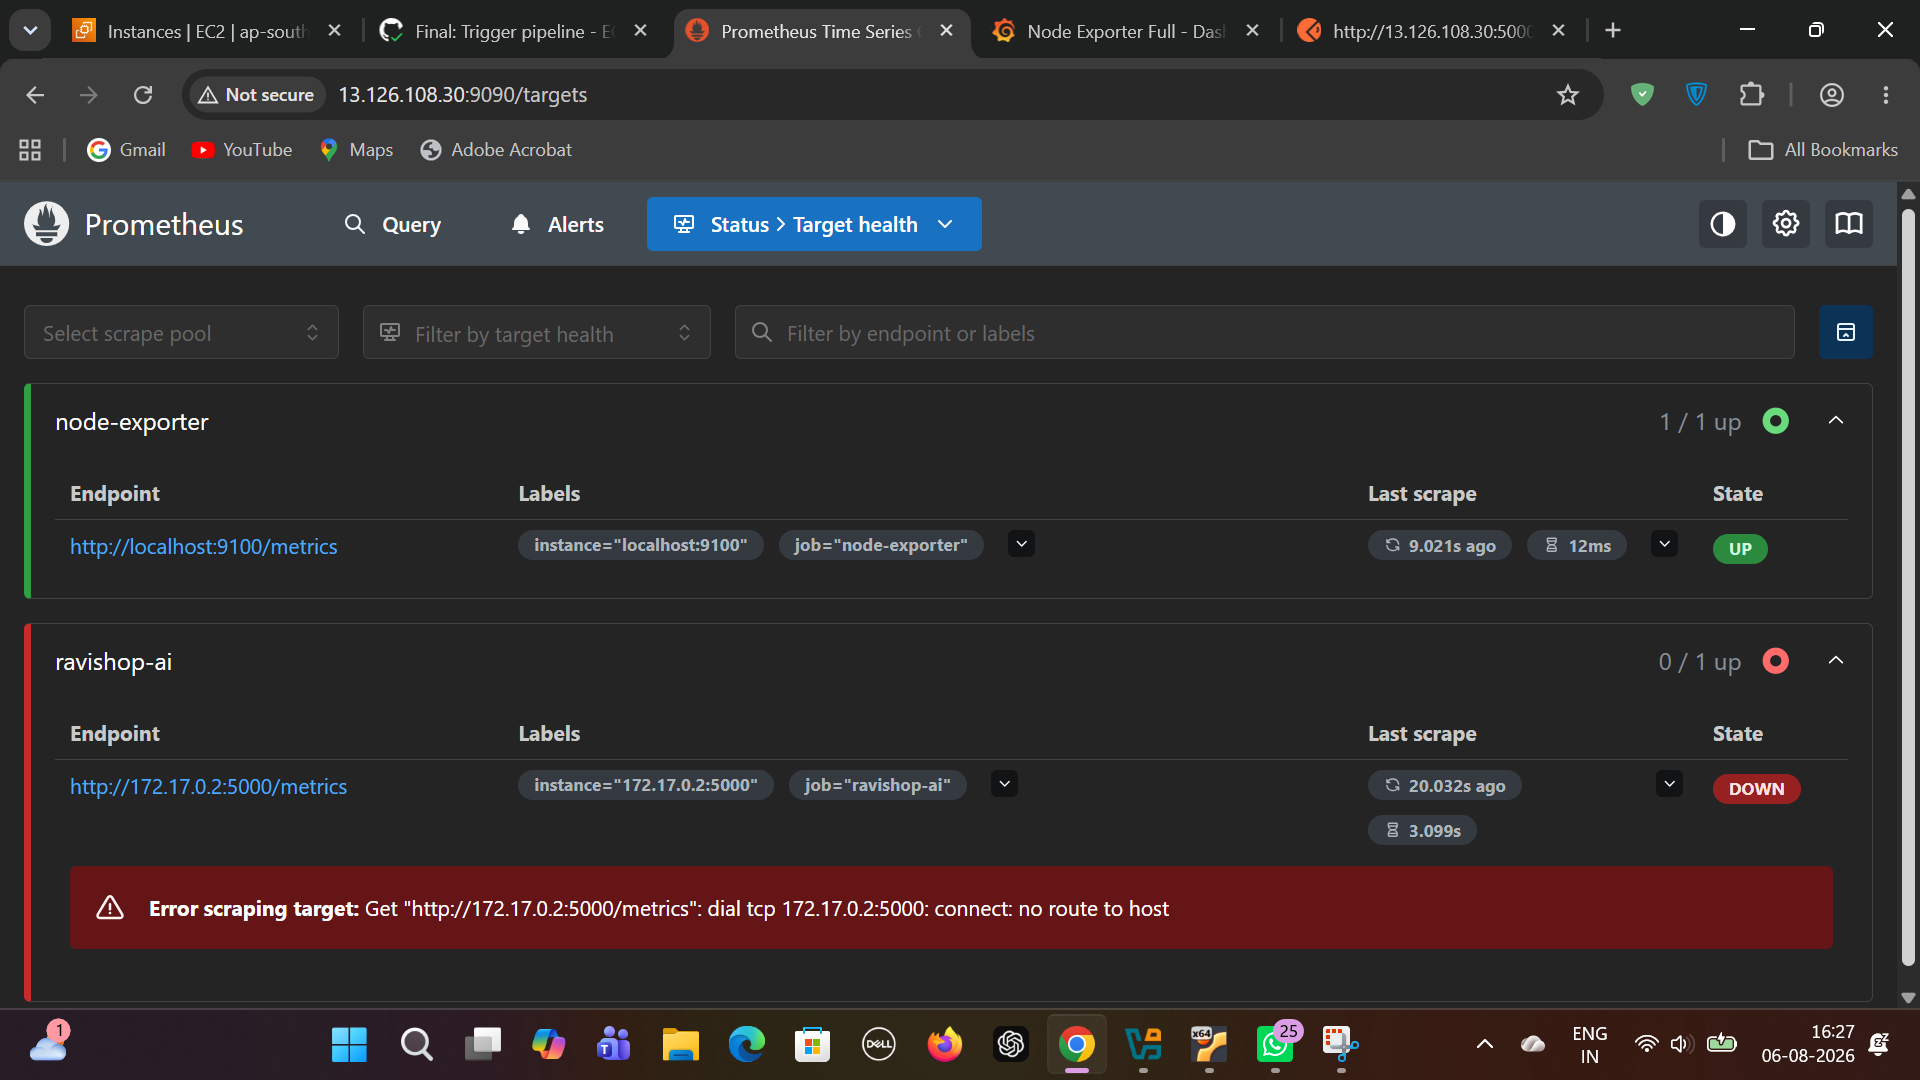 Instances | EC2 | ap-south
Final: Trigger pipeline - EC
Prometheus Time Series
Node Exporter Full - Dash
http://13.126.108.30:5000
Not secure
13.126.108.30:9090/targets
Gmail
YouTube
Maps
Adobe Acrobat
All Bookmarks
Prometheus
Query
Alerts
Status > Target health
Select scrape pool
Filter by target health
Filter by endpoint or labels
node-exporter
1 / 1 up
Endpoint Labels Last scrape State
http://localhost:9100/metrics instance="localhost:9100" job="node-exporter" 9.021s ago 12ms UP
ravishop-ai
0 / 1 up
Endpoint Labels Last scrape State
http://172.17.0.2:5000/metrics instance="172.17.0.2:5000" job="ravishop-ai" 20.032s ago DOWN
3.099s
Error scraping target: Get "http://172.17.0.2:5000/metrics": dial tcp 172.17.0.2:5000: connect: no route to host
1
T
DELL
x64
25
ENG
IN
16:27
06-08-2026